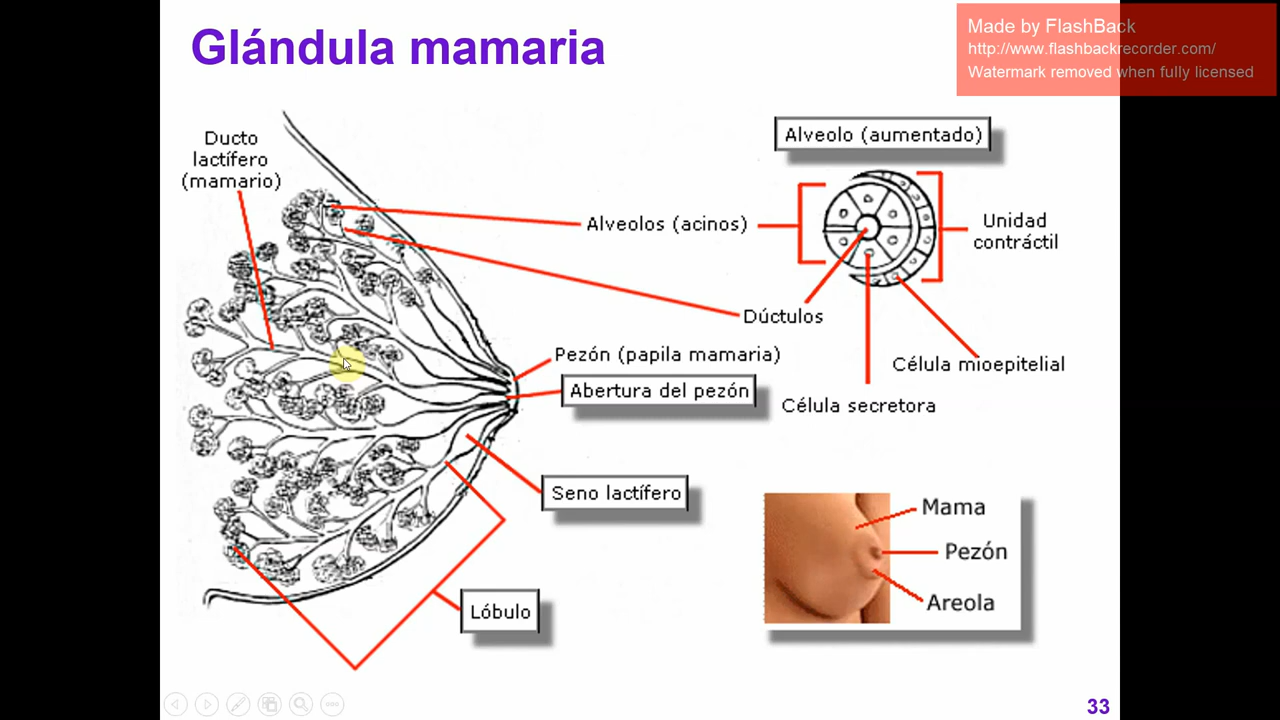 Glándula mamaria
Made by FlashBack
http://www.flashbackrecorder.com/
Watermark removed when fully licensed
Ducto
lactífero
(mamario)
Alveolo (aumentado)
Alveolos (acinos)
Unidad
contráctil
Dúctulos
Pezón (papila mamaria)
Célula mioepitelial
Abertura del pezón
Célula secretora
Seno lactífero
Mama
Pezón
Areola
Lóbulo
33